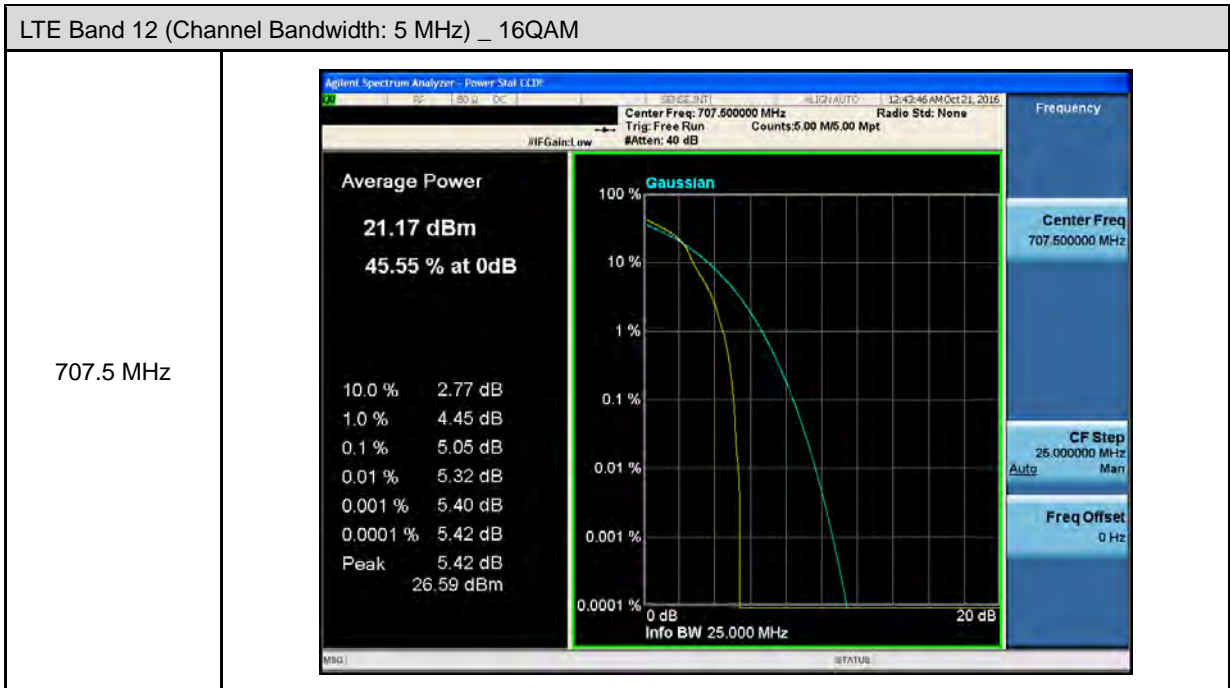 LTE Band 12 (Channel Bandwidth: 5 MHz) _ 16QAM
707.5 MHz
Agilent Spectrum Analyzer - Power Stat CCDF
RF 50 Ω DC SENSE:INT ALIGN AUTO 12:42:46 AM Oct 21, 2016
Center Freq: 707.500000 MHz Radio Std: None
Trig: Free Run Counts:5.00 M/5.00 Mpt
#IFGain:Low #Atten: 40 dB
Average Power
21.17 dBm
45.55 % at 0dB
10.0 % 2.77 dB
1.0 % 4.45 dB
0.1 % 5.05 dB
0.01 % 5.32 dB
0.001 % 5.40 dB
0.0001 % 5.42 dB
Peak 5.42 dB
26.59 dBm
Gaussian
100 %
10 %
1 %
0.1 %
0.01 %
0.001 %
0.0001 %
0 dB 20 dB
Info BW 25.000 MHz
Frequency
Center Freq
707.500000 MHz
CF Step
25.000000 MHz
Auto Man
Freq Offset
0 Hz
MSG STATUS